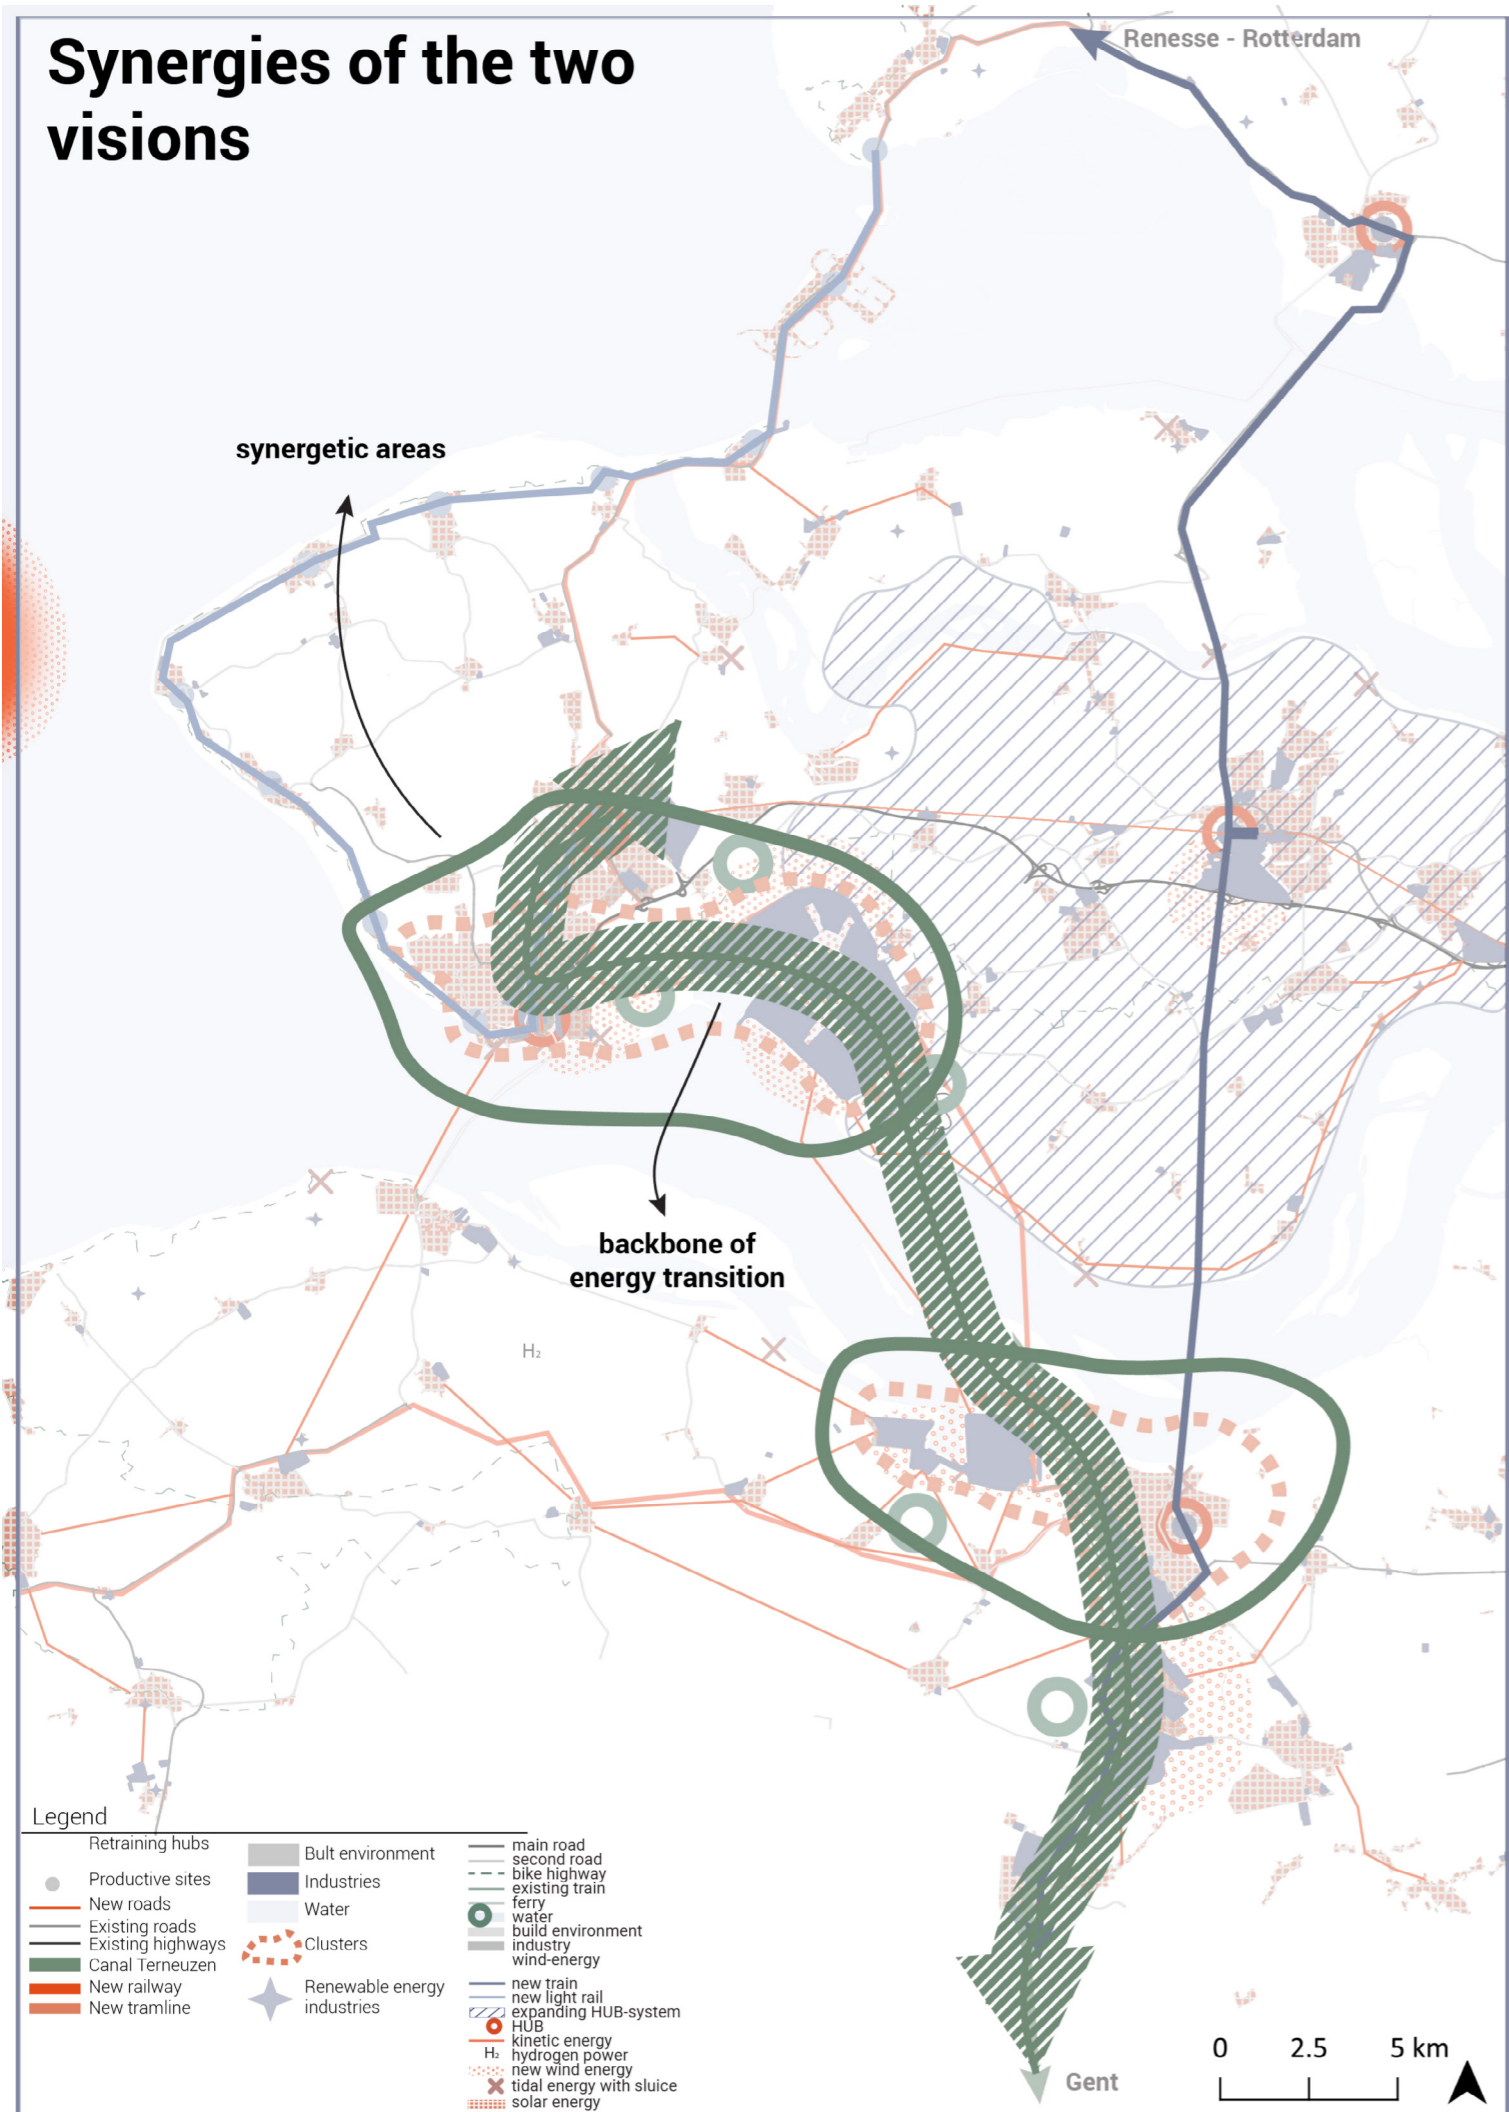 Synergies of the two
visions
Renesse - Rotterdam
synergetic areas
backbone of
energy transition
H₂
Gent
0 2.5 5 km
Legend
Retraining hubs
Productive sites
New roads
Existing roads
Existing highways
Canal Terneuzen
New railway
New tramline
Bult environment
Industries
Water
Clusters
Renewable energy
industries
main road
second road
bike highway
existing train
ferry
water
build environment
industry
wind-energy
new train
new light rail
expanding HUB-system
HUB
kinetic energy
H₂ hydrogen power
new wind energy
tidal energy with sluice
solar energy